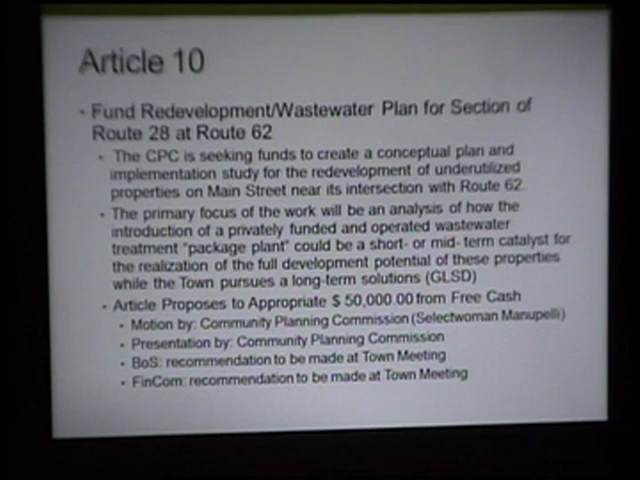 Article 10
• Fund Redevelopment/Wastewater Plan for Section of
Route 28 at Route 62
• The CPC is seeking funds to create a conceptual plan and
implementation study for the redevelopment of underutilized
properties on Main Street near its intersection with Route 62.
• The primary focus of the work will be an analysis of how the
introduction of a privately funded and operated wastewater
treatment "package plant" could be a short- or mid- term catalyst for
the realization of the full development potential of these properties
while the Town pursues a long-term solutions (GLSD)
• Article Proposes to Appropriate $ 50,000.00 from Free Cash
• Motion by: Community Planning Commission (Selectwoman Manupelli)
• Presentation by: Community Planning Commission
• BoS: recommendation to be made at Town Meeting
• FinCom: recommendation to be made at Town Meeting